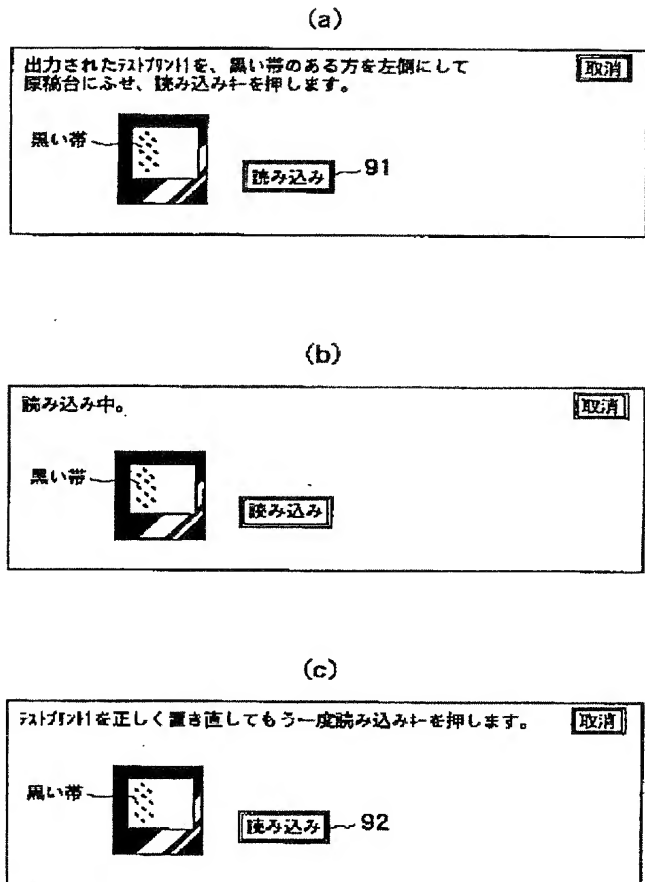 (a)
出力されたﾃｽﾄﾌﾟﾘﾝﾄ1を、黒い帯のある方を左側にして
原稿台にふせ、読み込みｷｰを押します。
取消
黒い帯
読み込み
91
(b)
読み込み中。
取消
黒い帯
読み込み
(c)
ﾃｽﾄﾌﾟﾘﾝﾄ1を正しく置き直してもう一度読み込みｷｰを押します。
取消
黒い帯
読み込み
92